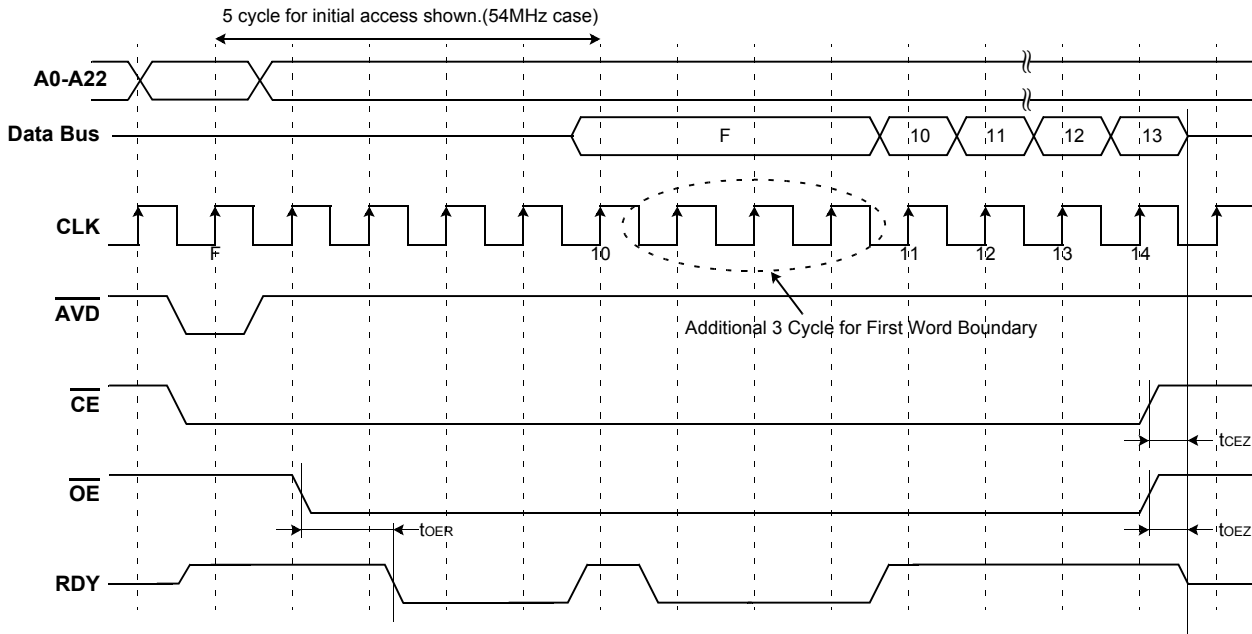 5 cycle for initial access shown.(54MHz case)
A0-A22
Data Bus
F
10
11
12
13
CLK
F
10
11
12
13
14
AVD
Additional 3 Cycle for First Word Boundary
CE
tCEZ
OE
tOER
tOEZ
RDY